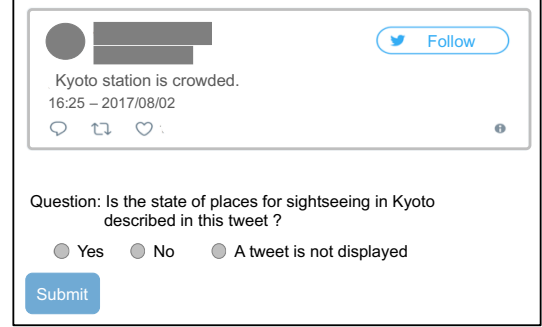 Follow
Kyoto station is crowded.
16:25 – 2017/08/02
Question: Is the state of places for sightseeing in Kyoto
described in this tweet ?
Yes No A tweet is not displayed
Submit